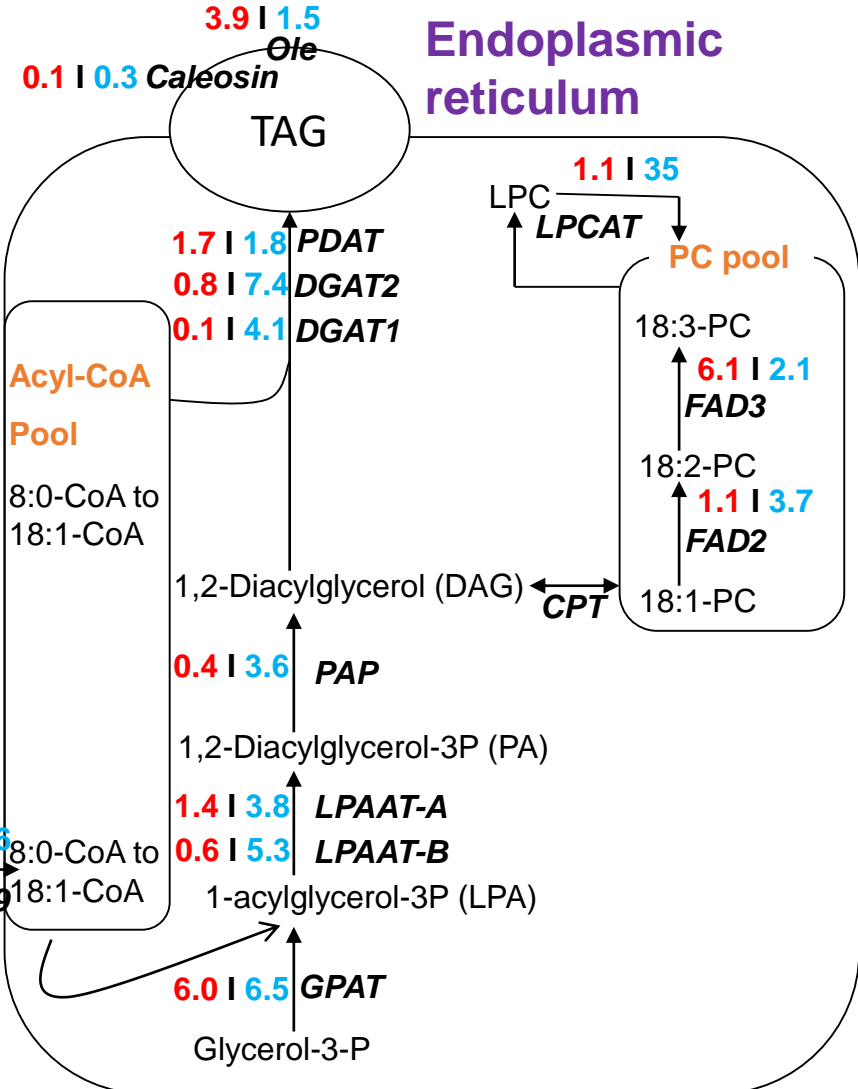 3.9 I 1.5
Ole
0.1 I 0.3 Caleosin
Endoplasmic
reticulum
TAG
1.1 I 35
LPC
LPCAT
PC pool
1.7 I 1.8 PDAT
0.8 I 7.4 DGAT2
0.1 I 4.1 DGAT1
18:3-PC
6.1 I 2.1
FAD3
18:2-PC
1.1 I 3.7
FAD2
18:1-PC
Acyl-CoA
Pool
8:0-CoA to
18:1-CoA
1,2-Diacylglycerol (DAG)
CPT
0.4 I 3.6 PAP
1,2-Diacylglycerol-3P (PA)
1.4 I 3.8 LPAAT-A
0.6 I 5.3 LPAAT-B
8:0-CoA to
18:1-CoA
1-acylglycerol-3P (LPA)
6.0 I 6.5 GPAT
Glycerol-3-P